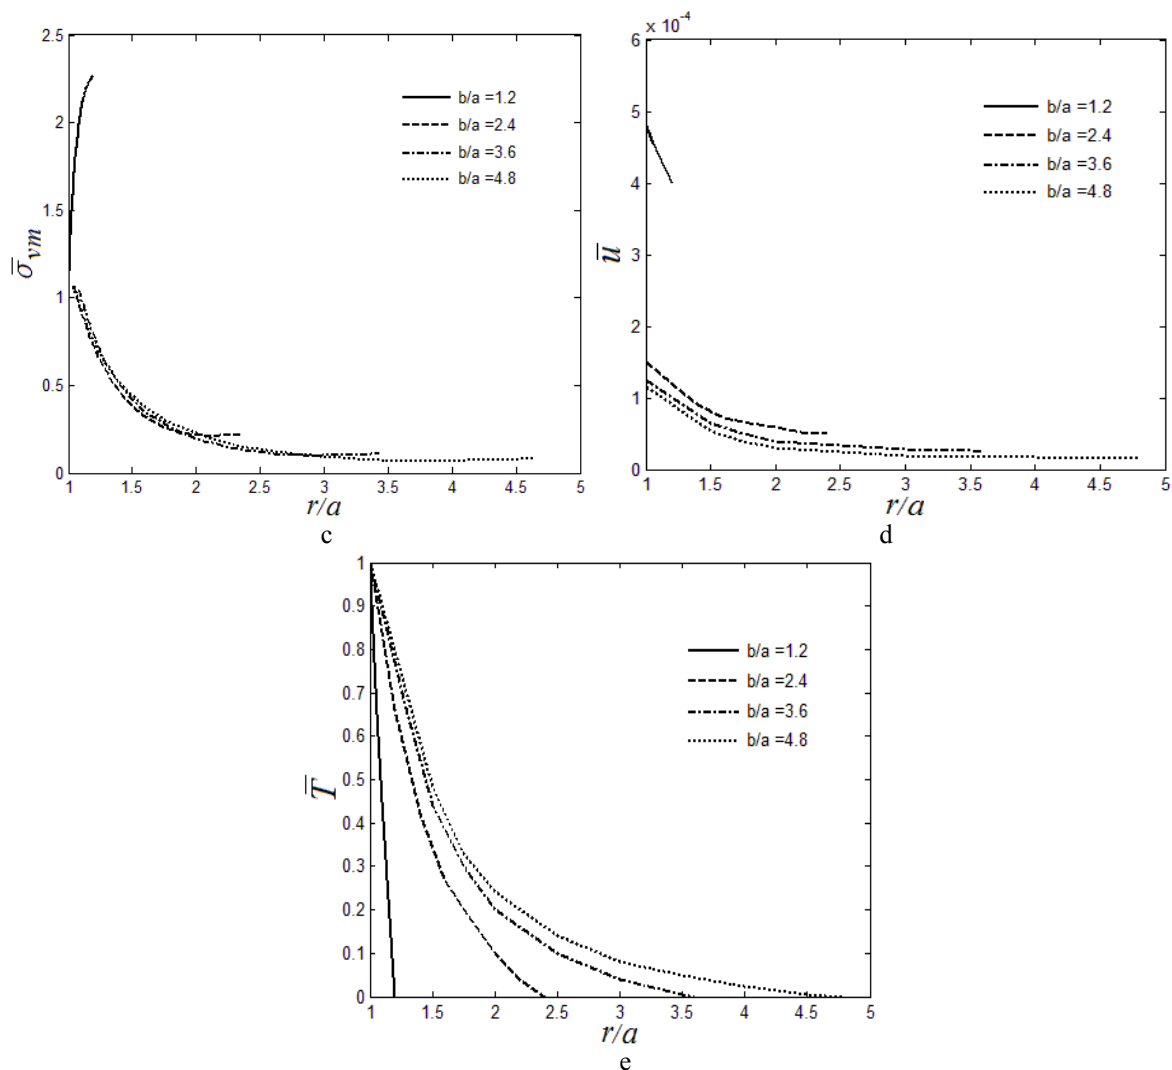 × 10⁻⁴
2.5
2
1.5
1
0.5
0
b/a =1.2
b/a =2.4
b/a =3.6
b/a =4.8
σ̅vm
1 1.5 2 2.5 3 3.5 4 4.5 5
r/a
c
6
5
4
3
2
1
0
b/a =1.2
b/a =2.4
b/a =3.6
b/a =4.8
u̅
1 1.5 2 2.5 3 3.5 4 4.5 5
r/a
d
1
0.9
0.8
0.7
0.6
0.5
0.4
0.3
0.2
0.1
0
b/a =1.2
b/a =2.4
b/a =3.6
b/a =4.8
T̅
1 1.5 2 2.5 3 3.5 4 4.5 5
r/a
e